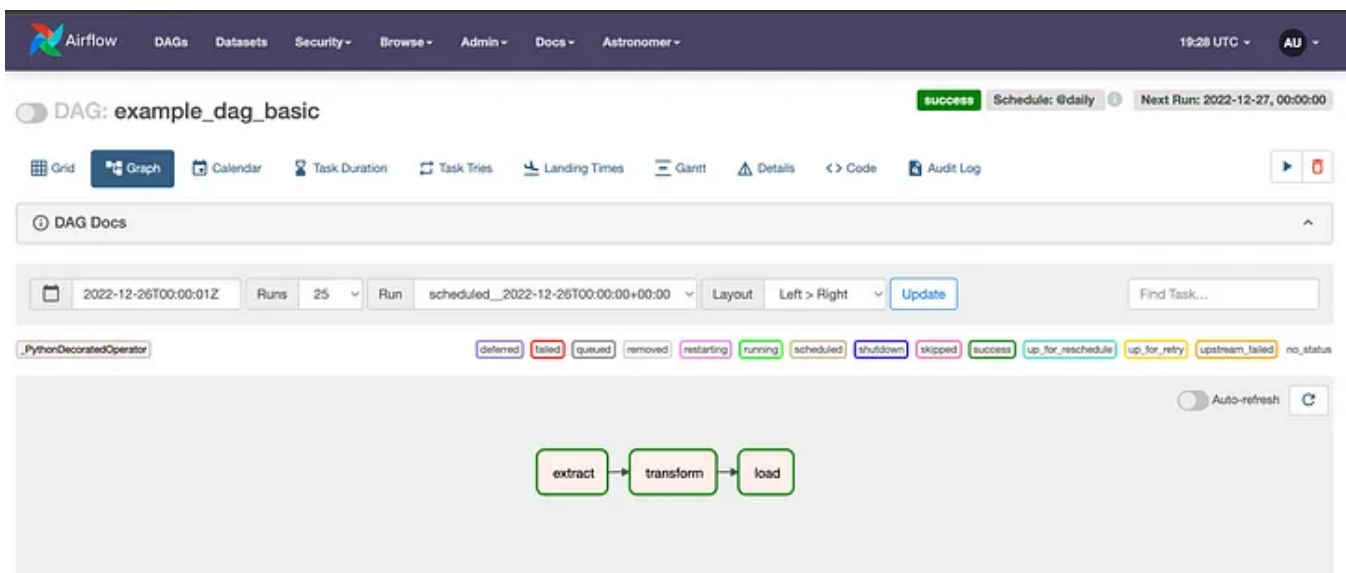 Airflow DAGs Datasets Security Browse Admin Docs Astronomer 19:28 UTC AU
DAG: example_dag_basic success Schedule: @daily Next Run: 2022-12-27, 00:00:00
Grid Graph Calendar Task Duration Task Tries Landing Times Gantt Details <> Code Audit Log
DAG Docs
2022-12-26T00:00:01Z Runs 25 Run scheduled__2022-12-26T00:00:00+00:00 Layout Left > Right Update Find Task...
_PythonDecoratedOperator deferred failed queued removed restarting running scheduled shutdown skipped success up_for_reschedule up_for_retry upstream_failed no_status
Auto-refresh
extract transform load